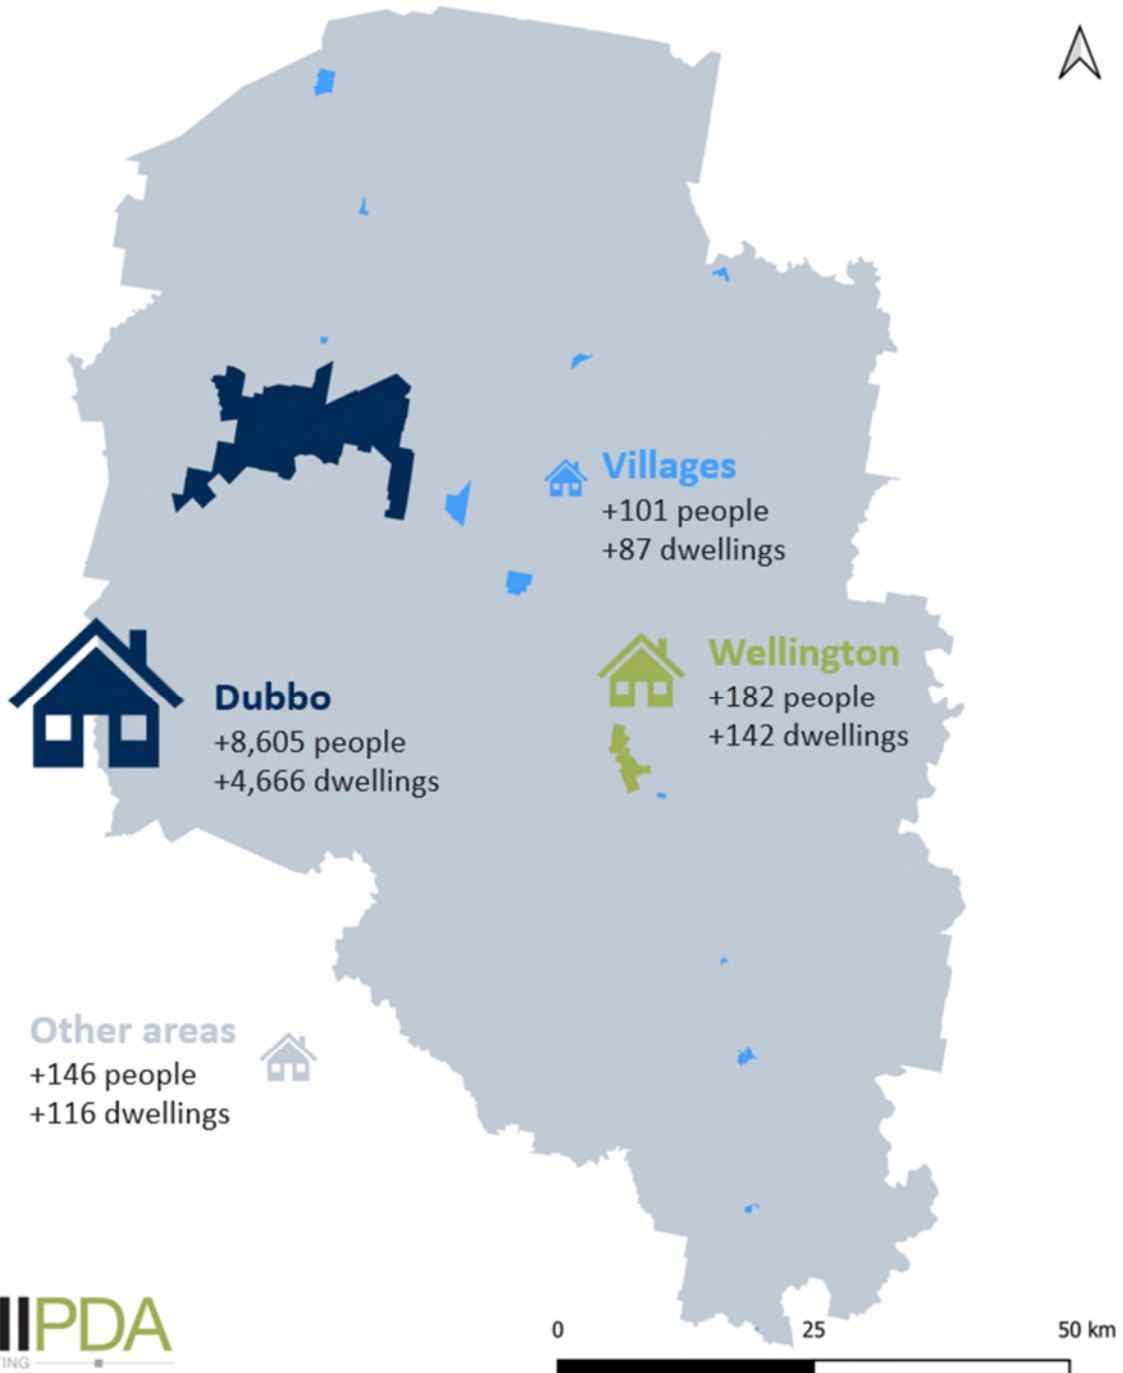 Villages
+101 people
+87 dwellings
Wellington
+182 people
+142 dwellings
Dubbo
+8,605 people
+4,666 dwellings
Other areas
+146 people
+116 dwellings
PDA
TING
0 25 50 km